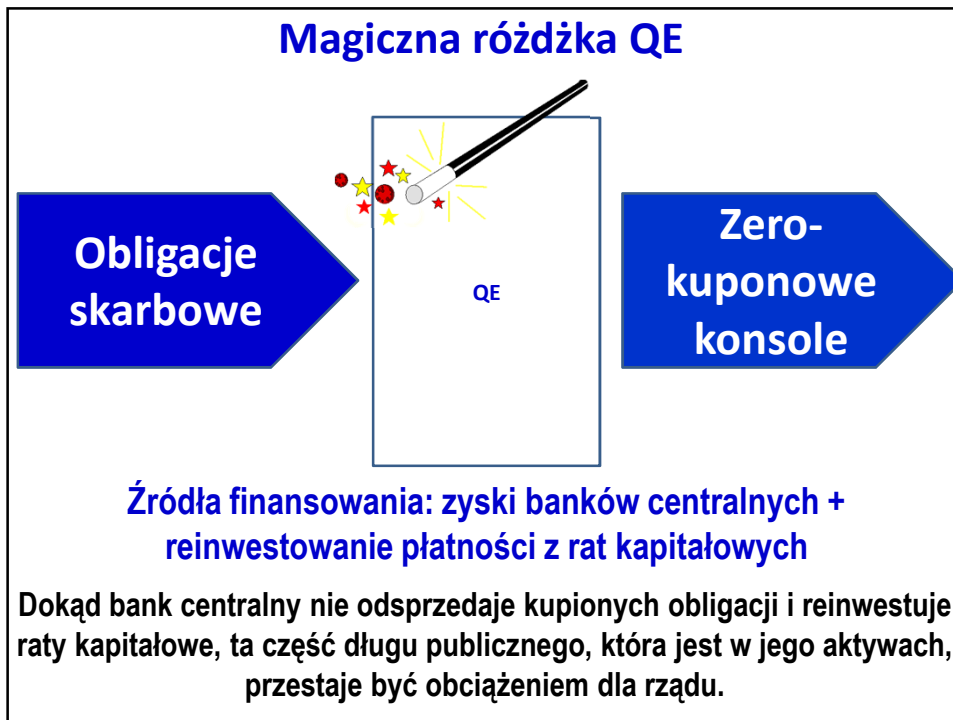 Magiczna różdżka QE
Obligacje
skarbowe
QE
Zero-
kuponowe
konsole
Źródła finansowania: zyski banków centralnych +
reinwestowanie płatności z rat kapitałowych
Dokąd bank centralny nie odsprzedaje kupionych obligacji i reinwestuje
raty kapitałowe, ta część długu publicznego, która jest w jego aktywach,
przestaje być obciążeniem dla rządu.